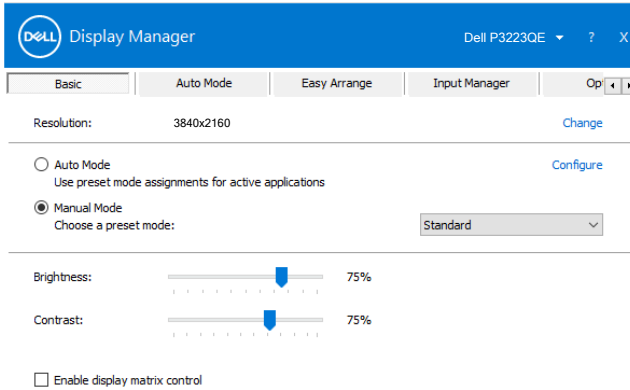 DELL Display Manager Dell P3223QE ? X
Basic Auto Mode Easy Arrange Input Manager Op
Resolution: 3840x2160 Change
Auto Mode Configure
Use preset mode assignments for active applications
Manual Mode
Choose a preset mode: Standard
Brightness: 75%
Contrast: 75%
Enable display matrix control